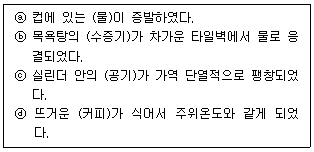 ⓐ 컵에 있는 (물)이 증발하였다.
ⓑ 목욕탕의 (수증기)가 차가운 타일벽에서 물로 응
결되었다.
ⓒ 실린더 안의 (공기)가 가역 단열적으로 팽창되었
다.
ⓓ 뜨거운 (커피)가 식어서 주위온도와 같게 되었
다.